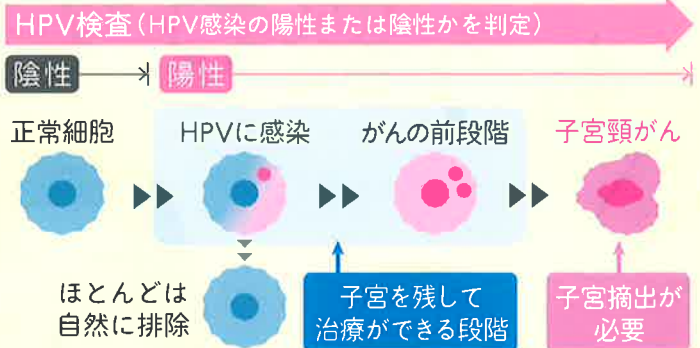 HPV検査（HPV感染の陽性または陰性かを判定）
陰性
陽性
正常細胞
HPVに感染
がんの前段階
子宮頸がん
ほとんどは
自然に排除
子宮を残して
治療ができる段階
子宮摘出が
必要